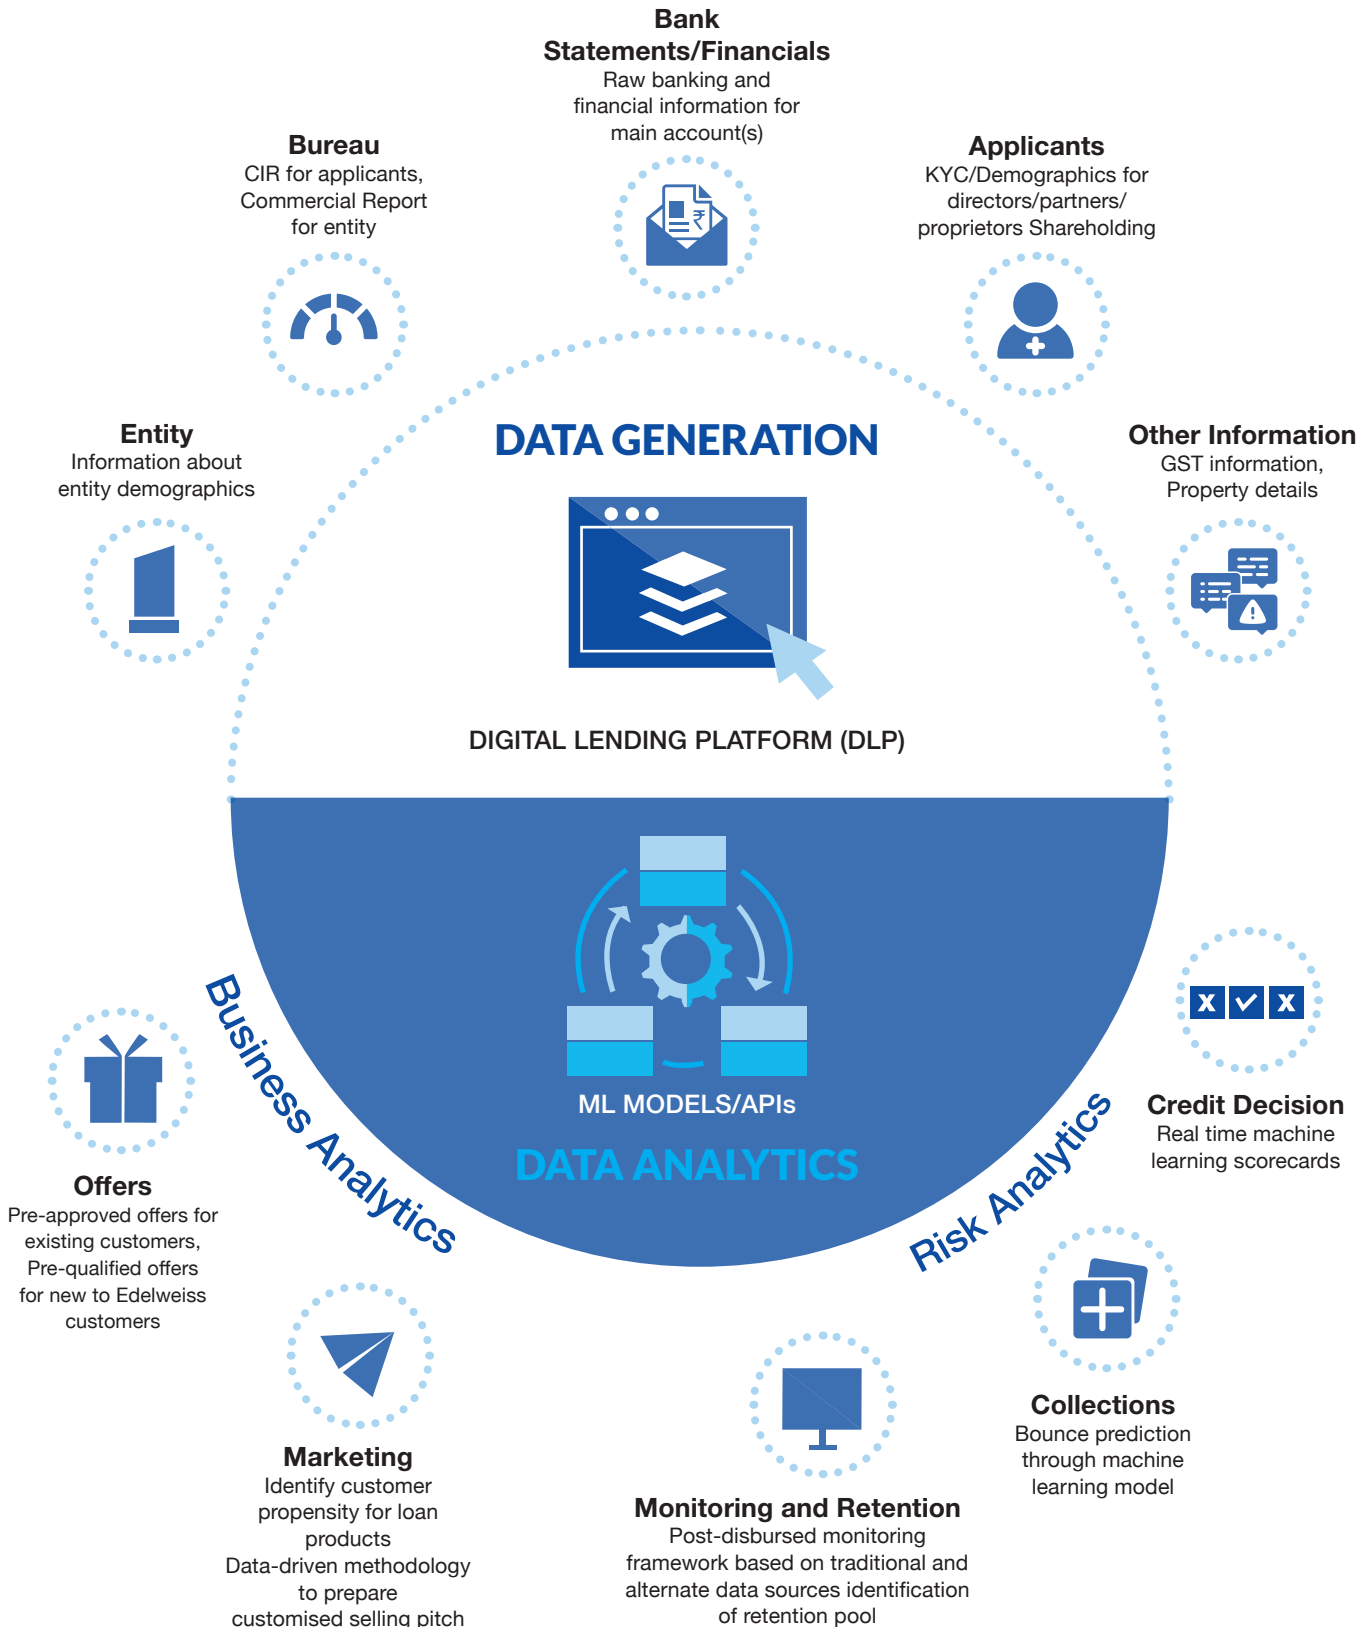 Bank
Statements/Financials
Raw banking and
financial information for
main account(s)
Bureau
CIR for applicants,
Commercial Report
for entity
Applicants
KYC/Demographics for
directors/partners/
proprietors Shareholding
Entity
Information about
entity demographics
DATA GENERATION
Other Information
GST information,
Property details
DIGITAL LENDING PLATFORM (DLP)
ML MODELS/APIs
DATA ANALYTICS
Business Analytics
Risk Analytics
Credit Decision
Real time machine
learning scorecards
Offers
Pre-approved offers for
existing customers,
Pre-qualified offers
for new to Edelweiss
customers
Collections
Bounce prediction
through machine
learning model
Marketing
Identify customer
propensity for loan
products
Data-driven methodology
to prepare
customised selling pitch
Monitoring and Retention
Post-disbursed monitoring
framework based on traditional and
alternate data sources identification
of retention pool